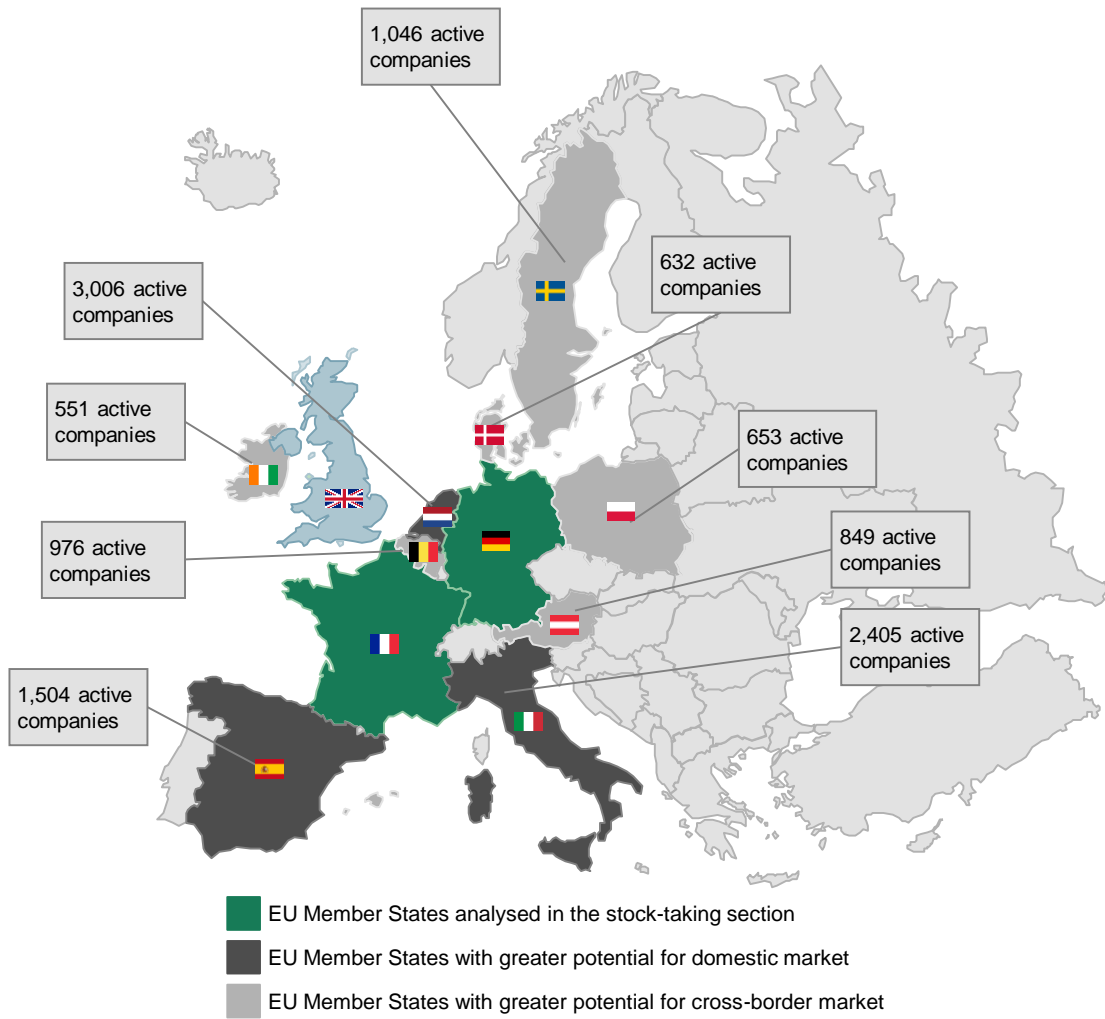 1,046 active
companies
632 active
companies
3,006 active
companies
551 active
companies
653 active
companies
976 active
companies
849 active
companies
2,405 active
companies
1,504 active
companies
EU Member States analysed in the stock-taking section
EU Member States with greater potential for domestic market
EU Member States with greater potential for cross-border market